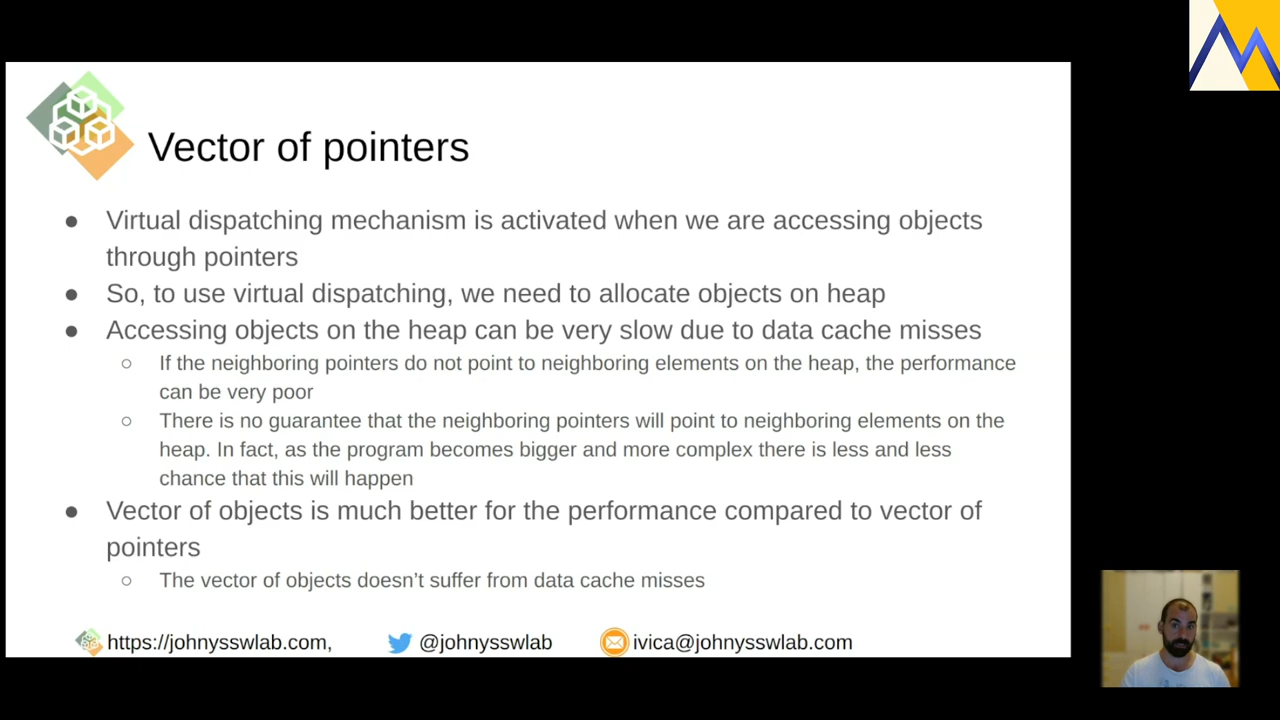 Vector of pointers
● Virtual dispatching mechanism is activated when we are accessing objects
through pointers
● So, to use virtual dispatching, we need to allocate objects on heap
● Accessing objects on the heap can be very slow due to data cache misses
○ If the neighboring pointers do not point to neighboring elements on the heap, the performance
can be very poor
○ There is no guarantee that the neighboring pointers will point to neighboring elements on the
heap. In fact, as the program becomes bigger and more complex there is less and less
chance that this will happen
● Vector of objects is much better for the performance compared to vector of
pointers
○ The vector of objects doesn’t suffer from data cache misses
https://johnysswlab.com, @johnysswlab ivica@johnysswlab.com